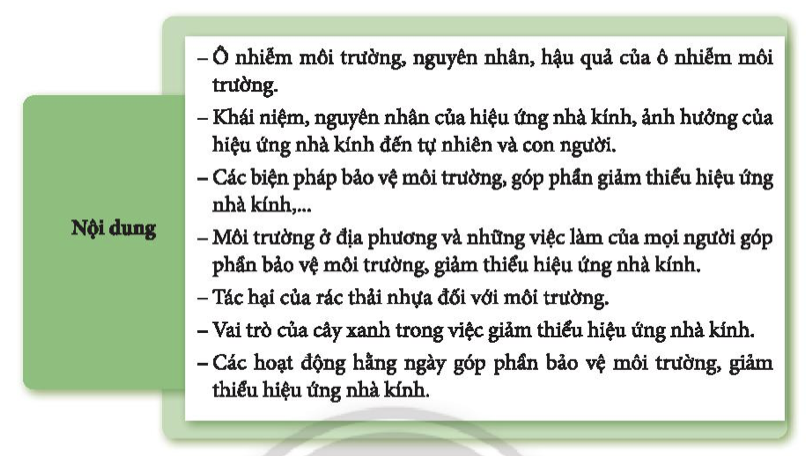 – Ô nhiễm môi trường, nguyên nhân, hậu quả của ô nhiễm môi
trường.
– Khái niệm, nguyên nhân của hiệu ứng nhà kính, ảnh hưởng của
hiệu ứng nhà kính đến tự nhiên và con người.
– Các biện pháp bảo vệ môi trường, góp phần giảm thiểu hiệu ứng
nhà kính,...
Nội dung
– Môi trường ở địa phương và những việc làm của mọi người góp
phần bảo vệ môi trường, giảm thiểu hiệu ứng nhà kính.
– Tác hại của rác thải nhựa đối với môi trường.
– Vai trò của cây xanh trong việc giảm thiểu hiệu ứng nhà kính.
– Các hoạt động hằng ngày góp phần bảo vệ môi trường, giảm
thiểu hiệu ứng nhà kính.